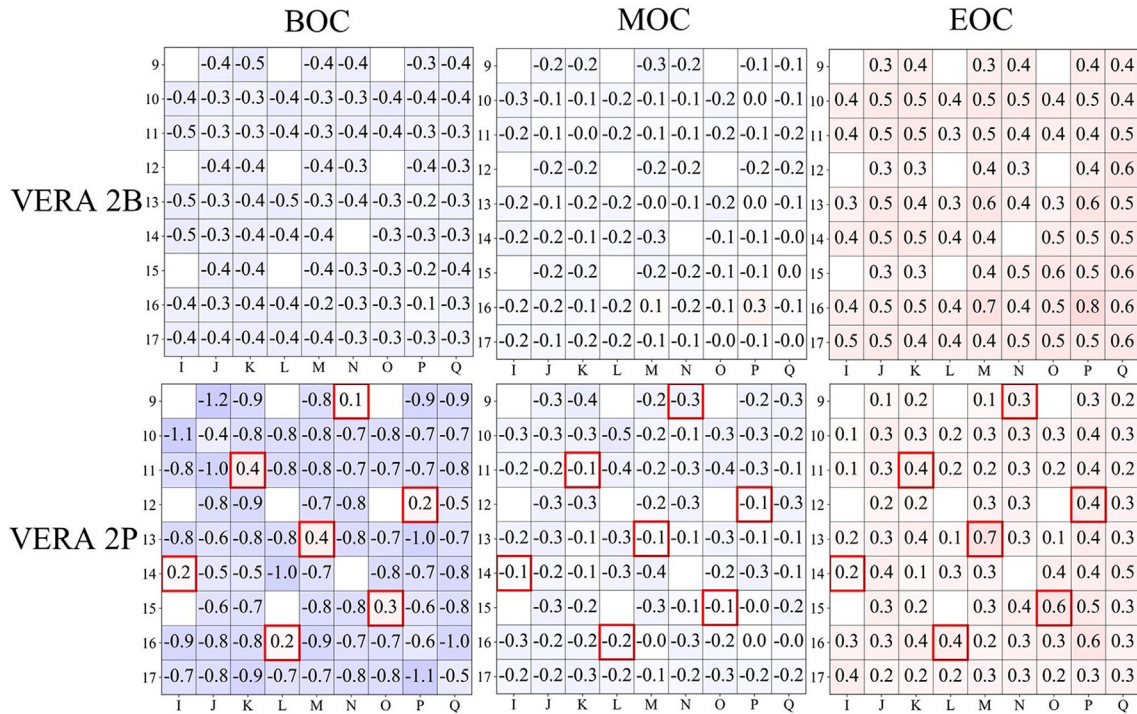 BOC MOC EOC
VERA 2B
9 -0.4 -0.5 -0.4 -0.4 -0.3 -0.4 9 -0.2 -0.2 -0.3 -0.2 -0.1 -0.1 9 0.3 0.4 0.3 0.4 0.4 0.4
10 -0.4 -0.3 -0.3 -0.4 -0.3 -0.3 -0.4 -0.4 -0.4 10 -0.3 -0.1 -0.1 -0.2 -0.1 -0.1 -0.2 0.0 -0.1 10 0.4 0.5 0.5 0.4 0.5 0.5 0.4 0.5 0.4
11 -0.5 -0.3 -0.3 -0.4 -0.3 -0.4 -0.4 -0.3 -0.3 11 -0.2 -0.1 -0.0 -0.2 -0.1 -0.1 -0.2 -0.1 -0.2 11 0.4 0.5 0.5 0.3 0.5 0.4 0.4 0.4 0.5
12 -0.4 -0.4 -0.4 -0.3 -0.4 -0.3 12 -0.2 -0.2 -0.2 -0.2 -0.2 -0.2 12 0.3 0.3 0.4 0.3 0.4 0.6
13 -0.5 -0.3 -0.4 -0.5 -0.3 -0.4 -0.3 -0.2 -0.3 13 -0.2 -0.1 -0.2 -0.2 -0.0 -0.1 -0.2 0.0 -0.1 13 0.3 0.5 0.4 0.3 0.6 0.4 0.3 0.6 0.5
14 -0.5 -0.3 -0.4 -0.4 -0.4 -0.3 -0.3 -0.3 14 -0.2 -0.2 -0.1 -0.2 -0.3 -0.1 -0.1 -0.0 14 0.4 0.5 0.5 0.4 0.4 0.5 0.5 0.5
15 -0.4 -0.4 -0.4 -0.3 -0.3 -0.2 -0.4 15 -0.2 -0.2 -0.2 -0.2 -0.1 -0.1 0.0 15 0.3 0.3 0.4 0.5 0.6 0.5 0.6
16 -0.4 -0.3 -0.4 -0.4 -0.2 -0.3 -0.3 -0.1 -0.3 16 -0.2 -0.2 -0.1 -0.2 0.1 -0.2 -0.1 0.3 -0.1 16 0.4 0.5 0.5 0.4 0.7 0.4 0.5 0.8 0.6
17 -0.4 -0.4 -0.4 -0.4 -0.4 -0.3 -0.3 -0.3 -0.3 17 -0.2 -0.1 -0.2 -0.2 -0.1 -0.1 -0.0 -0.1 -0.0 17 0.5 0.5 0.4 0.4 0.4 0.5 0.5 0.5 0.6
I J K L M N O P Q I J K L M N O P Q I J K L M N O P Q
VERA 2P
9 -1.2 -0.9 -0.8 0.1 -0.9 -0.9 9 -0.3 -0.4 -0.2 -0.3 -0.2 -0.3 9 0.1 0.2 0.1 0.3 0.3 0.2
10 -1.1 -0.4 -0.8 -0.8 -0.8 -0.7 -0.8 -0.7 -0.7 10 -0.3 -0.3 -0.3 -0.5 -0.2 -0.1 -0.3 -0.3 -0.2 10 0.1 0.3 0.3 0.2 0.3 0.3 0.3 0.4 0.3
11 -0.8 -1.0 0.4 -0.8 -0.8 -0.7 -0.7 -0.7 -0.8 11 -0.2 -0.2 -0.1 -0.4 -0.2 -0.3 -0.4 -0.3 -0.1 11 0.1 0.3 0.4 0.2 0.2 0.3 0.2 0.4 0.2
12 -0.8 -0.9 -0.7 -0.8 0.2 -0.5 12 -0.3 -0.3 -0.2 -0.3 -0.1 -0.3 12 0.2 0.2 0.3 0.3 0.4 0.3
13 -0.8 -0.6 -0.8 -0.8 0.4 -0.8 -0.7 -1.0 -0.7 13 -0.2 -0.3 -0.1 -0.3 -0.1 -0.1 -0.3 -0.1 -0.3 13 0.2 0.3 0.4 0.1 0.7 0.3 0.1 0.4 0.3
14 0.2 -0.5 -0.5 -1.0 -0.7 -0.8 -0.7 -0.8 14 -0.1 -0.2 -0.1 -0.3 -0.4 -0.2 -0.3 -0.1 14 0.2 0.4 0.1 0.3 0.3 0.4 0.4 0.5
15 -0.6 -0.7 -0.8 -0.8 0.3 -0.6 -0.8 15 -0.3 -0.2 -0.3 -0.1 -0.1 -0.0 -0.2 15 0.3 0.2 0.3 0.4 0.6 0.5 0.3
16 -0.9 -0.8 -0.8 0.2 -0.9 -0.7 -0.7 -0.6 -1.0 16 -0.3 -0.2 -0.2 -0.2 -0.0 -0.3 -0.2 0.0 -0.0 16 0.3 0.3 0.4 0.4 0.2 0.3 0.3 0.6 0.3
17 -0.7 -0.8 -0.9 -0.7 -0.7 -0.8 -0.8 -1.1 -0.5 17 -0.2 -0.2 -0.3 -0.2 -0.2 -0.3 -0.2 -0.1 -0.2 17 0.4 0.2 0.2 0.2 0.3 0.3 0.2 0.3 0.3
I J K L M N O P Q I J K L M N O P Q I J K L M N O P Q